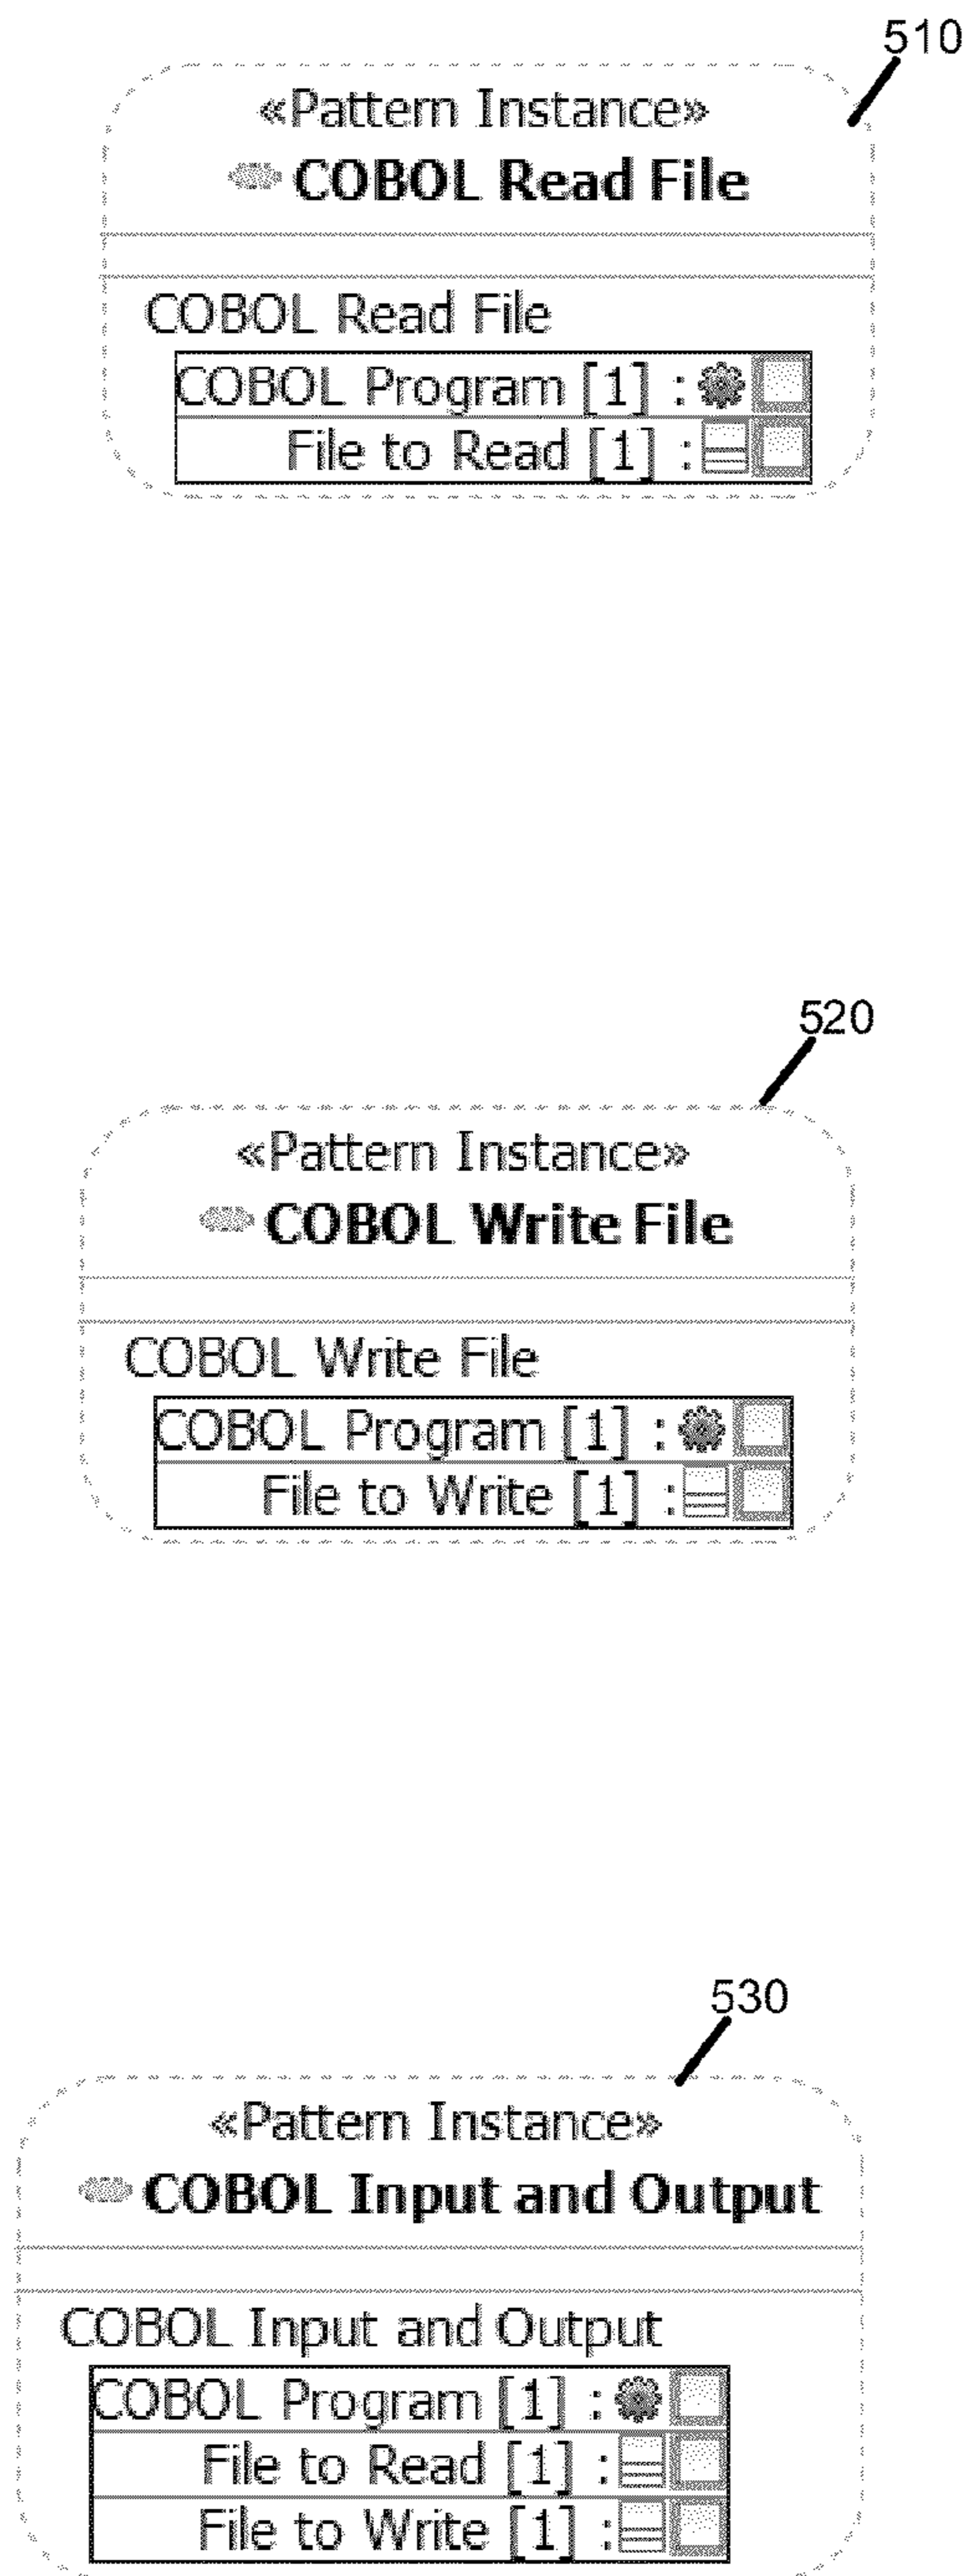 510
«Pattern Instance»
COBOL Read File
COBOL Read File
COBOL Program [1] :
File to Read [1] :
520
«Pattern Instance»
COBOL Write File
COBOL Write File
COBOL Program [1] :
File to Write [1] :
530
«Pattern Instance»
COBOL Input and Output
COBOL Input and Output
COBOL Program [1] :
File to Read [1] :
File to Write [1] :